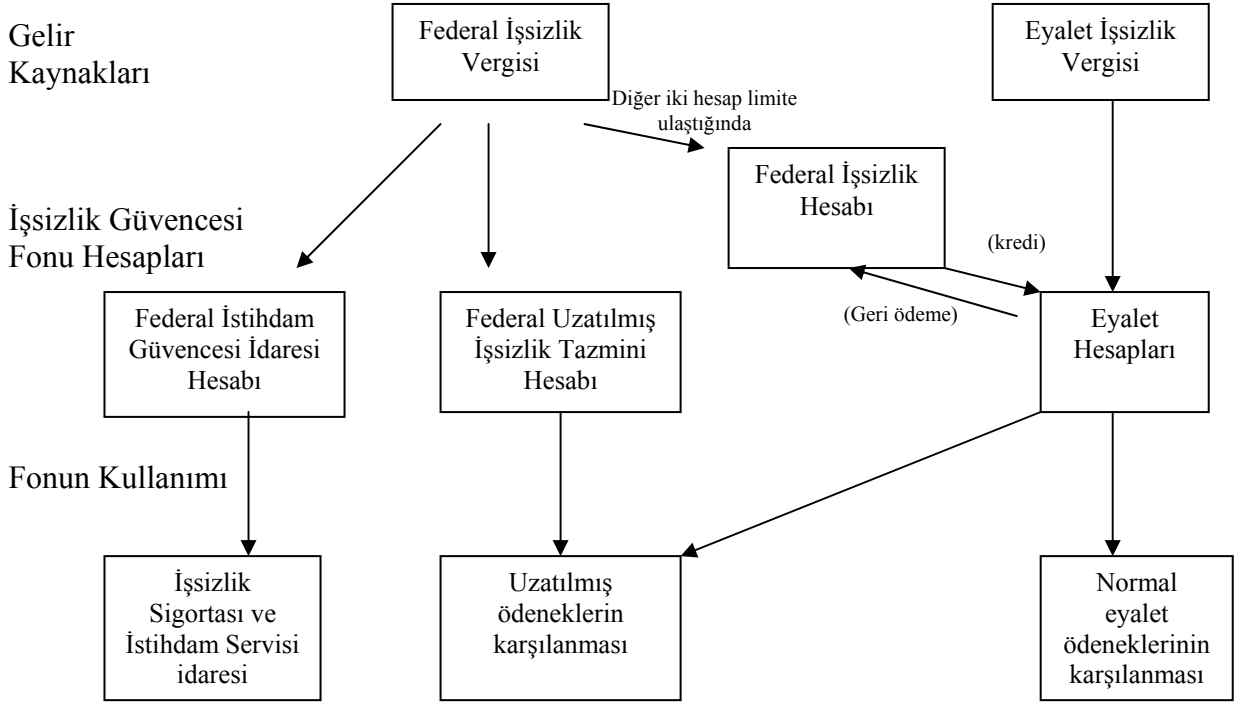 Gelir
Kaynakları
Federal İşsizlik
Vergisi
Eyalet İşsizlik
Vergisi
Diğer iki hesap limite
ulaştığında
Federal İşsizlik
Hesabı
İşsizlik Güvencesi
Fonu Hesapları
(kredi)
(Geri ödeme)
Federal İstihdam
Güvencesi İdaresi
Hesabı
Federal Uzatılmış
İşsizlik Tazmini
Hesabı
Eyalet
Hesapları
Fonun Kullanımı
İşsizlik
Sigortası ve
İstihdam Servisi
idaresi
Uzatılmış
ödeneklerin
karşılanması
Normal
eyalet
ödeneklerinin
karşılanması